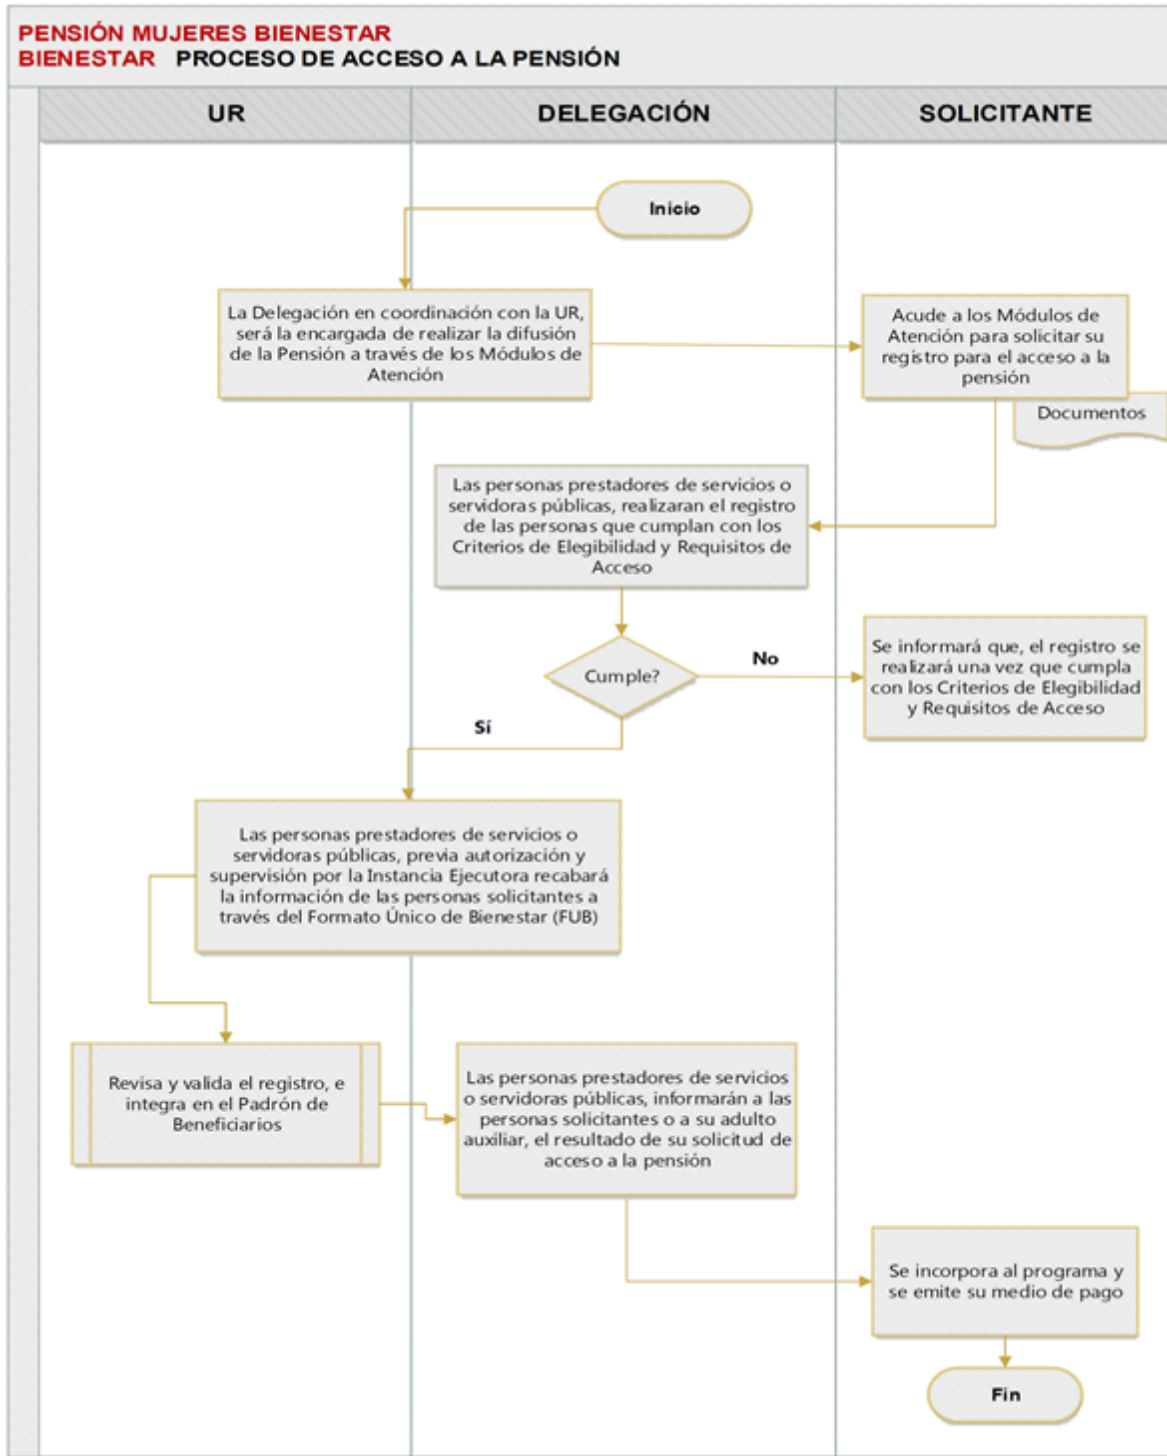 PENSIÓN MUJERES BIENESTAR
BIENESTAR PROCESO DE ACCESO A LA PENSIÓN
UR
DELEGACIÓN
SOLICITANTE
Inicio
La Delegación en coordinación con la UR,
será la encargada de realizar la difusión
de la Pensión a través de los Módulos de
Atención
Acude a los Módulos de
Atención para solicitar su
registro para el acceso a la
pensión
Documentos
Las personas prestadores de servicios o
servidoras públicas, realizaran el registro
de las personas que cumplan con los
Criterios de Elegibilidad y Requisitos de
Acceso
Cumple?
No
Se informará que, el registro se
realizará una vez que cumpla
con los Criterios de Elegibilidad
y Requisitos de Acceso
Sí
Las personas prestadores de servicios o
servidoras públicas, previa autorización y
supervisión por la Instancia Ejecutora recabará
la información de las personas solicitantes a
través del Formato Único de Bienestar (FUB)
Revisa y valida el registro, e
integra en el Padrón de
Beneficiarios
Las personas prestadores de servicios
o servidoras públicas, informarán a las
personas solicitantes o a su adulto
auxiliar, el resultado de su solicitud de
acceso a la pensión
Se incorpora al programa y
se emite su medio de pago
Fin